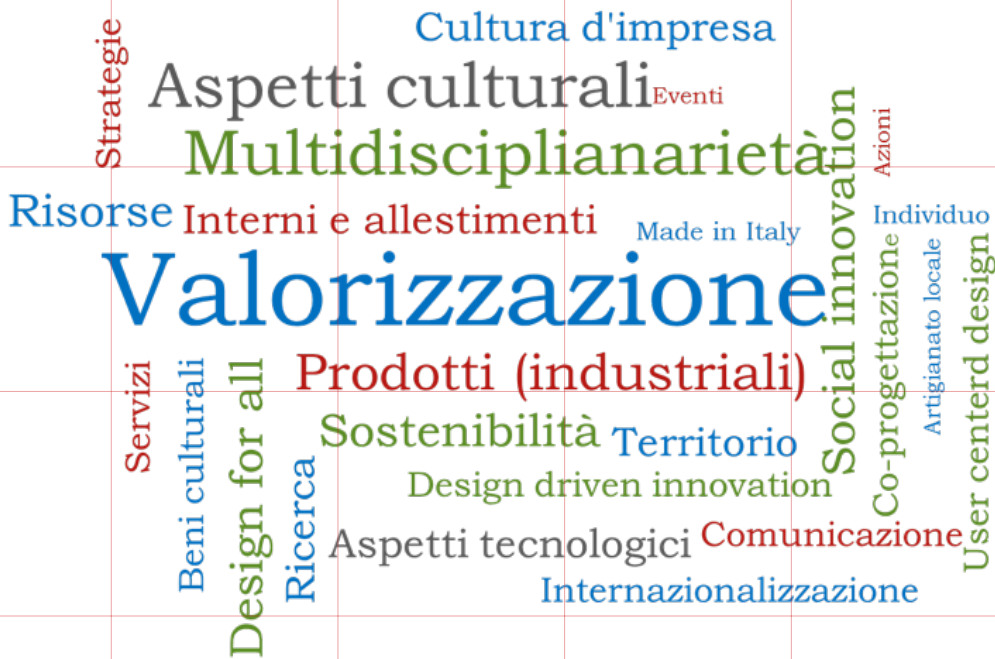 Cultura d'impresa
Strategie
Aspetti culturali
Eventi
Multidisciplianarietà
Azioni
Social innovation
Risorse
Interni e allestimenti
Made in Italy
Individuo
Valorizzazione
Co-progettazione
Artigianato locale
User centerd design
Servizi
Beni culturali
Design for all
Prodotti (industriali)
Sostenibilità
Territorio
Ricerca
Design driven innovation
Aspetti tecnologici
Comunicazione
Internazionalizzazione